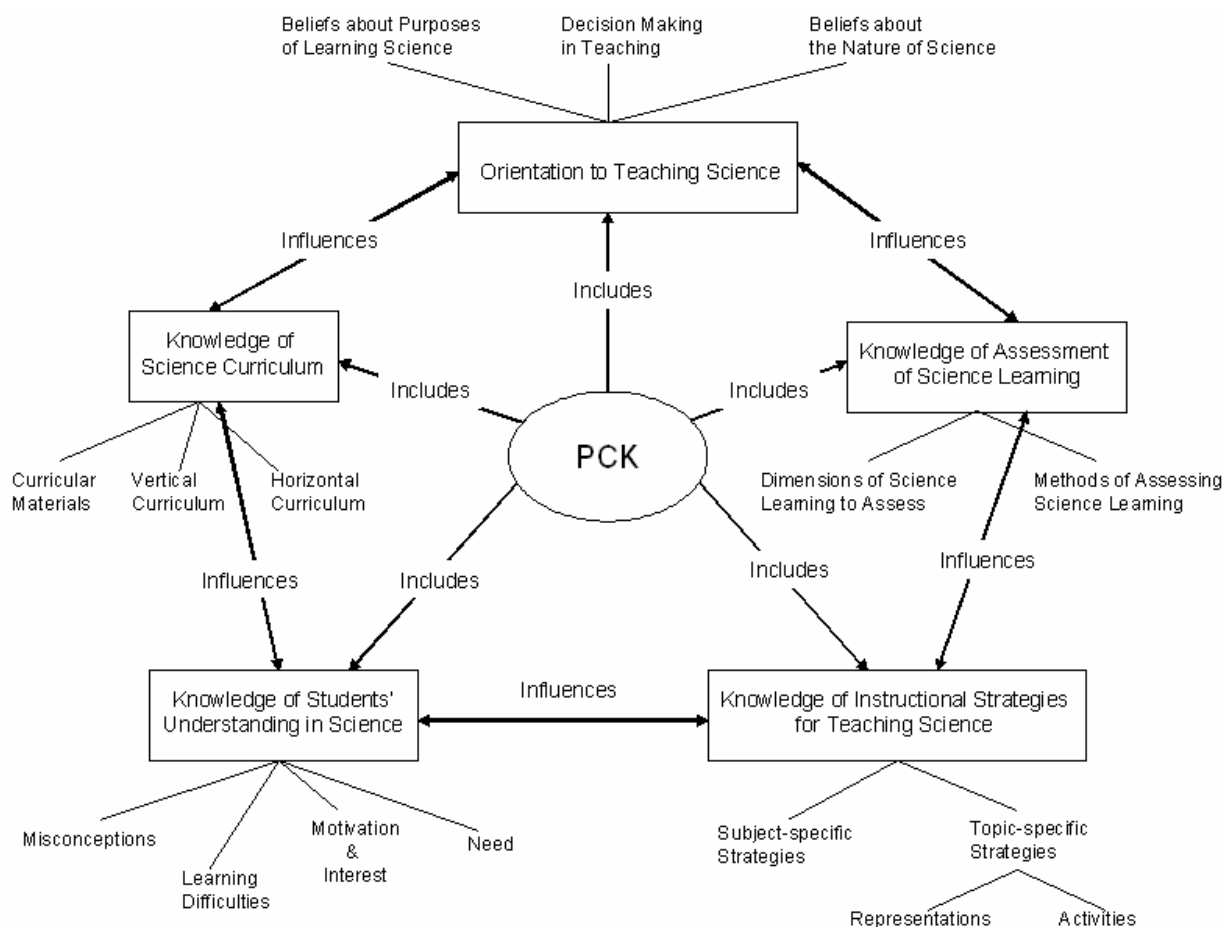 Beliefs about Purposes
of Learning Science
Decision Making
in Teaching
Beliefs about
the Nature of Science
Orientation to Teaching Science
Influences
Influences
Includes
Knowledge of
Science Curriculum
Knowledge of Assessment
of Science Learning
Includes
Includes
PCK
Curricular
Materials
Vertical
Curriculum
Horizontal
Curriculum
Dimensions of Science
Learning to Assess
Methods of Assessing
Science Learning
Influences
Includes
Includes
Influences
Knowledge of Students'
Understanding in Science
Influences
Knowledge of Instructional Strategies
for Teaching Science
Misconceptions
Learning
Difficulties
Motivation
&
Interest
Need
Subject-specific
Strategies
Topic-specific
Strategies
Representations
Activities